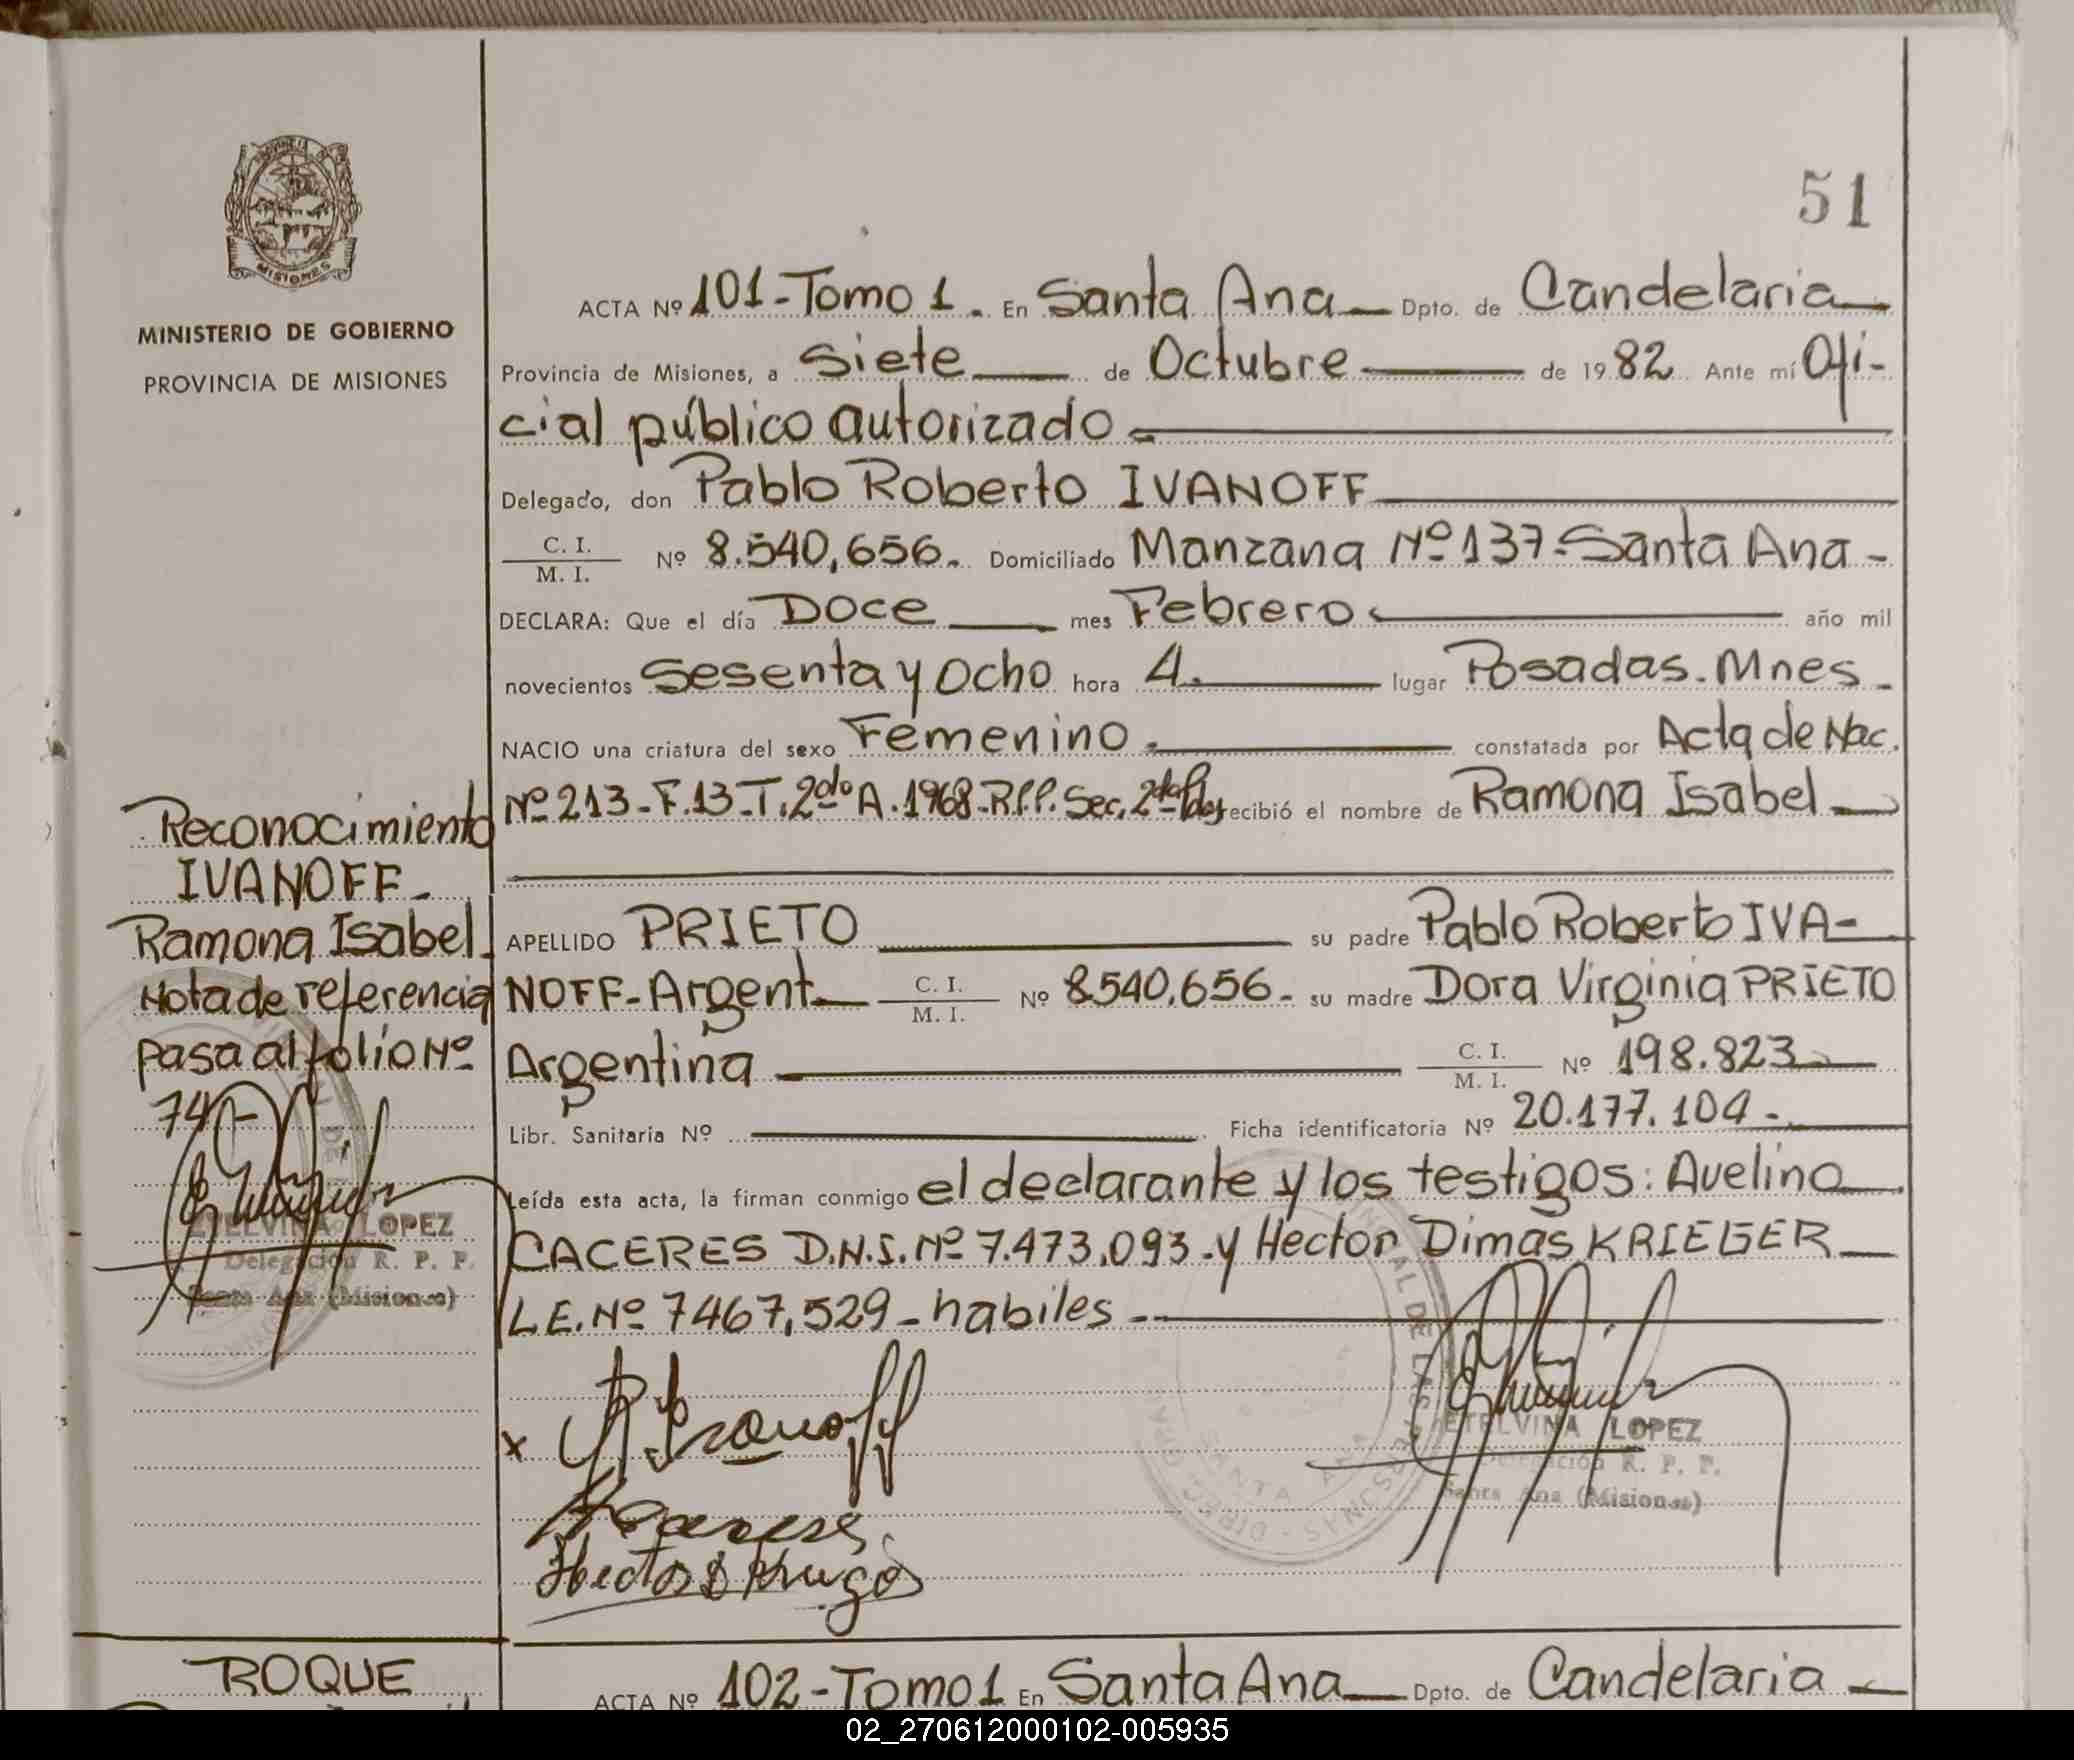 51
MISIONES
MINISTERIO DE GOBIERNO
PROVINCIA DE MISIONES
ACTA Nº 101-Tomo 1. En Santa Ana Dpto. de Candelaria
Provincia de Misiones, a Siete de Octubre de 1982 Ante mí Ofi-
cial público autorizado
Delegado, don Pablo Roberto IVANOFF
C. I.
M. I. Nº 8.540,656. Domiciliado Manzana Nº 137-Santa Ana-
DECLARA: Que el día Doce mes Febrero año mil
novecientos Sesenta y Ocho hora 4. lugar Posadas. Mnes
NACIO una criatura del sexo Femenino. constatada por Acta de Nac.
Nº 213-F.13-T.2do A.1968-R.P.P. Sec. 2da recibió el nombre de Ramona Isabel
APELLIDO PRIETO su padre Pablo Roberto IVA-
NOFF-Argent. C. I.
M. I. Nº 8.540.656- su madre Dora Virginia PRIETO
Argentina C. I.
M. I. Nº 198.823
Libr. Sanitaria Nº Ficha identificatoria Nº 20.177.104-
Leída esta acta, la firman conmigo el declarante y los testigos: Avelino
CACERES D.N.I. Nº 7.473,093-y Hector Dimas KRIEGER
L.E. Nº 7467,529-habiles
Reconocimiento
IVANOFF-
Ramona Isabel.
Nota de referencia
pasa al folio Nº
74-
ETELVINA LOPEZ
Delegación R. P. P.
Santa Ana (Misiones)
x Ivanoff
ETELVINA LOPEZ
Delegación R. P. P.
Santa Ana (Misiones)
SANTA ANA
ROQUE
ACTA Nº 102-Tomo 1 En Santa Ana Dpto. de Candelaria
02_270612000102-005935